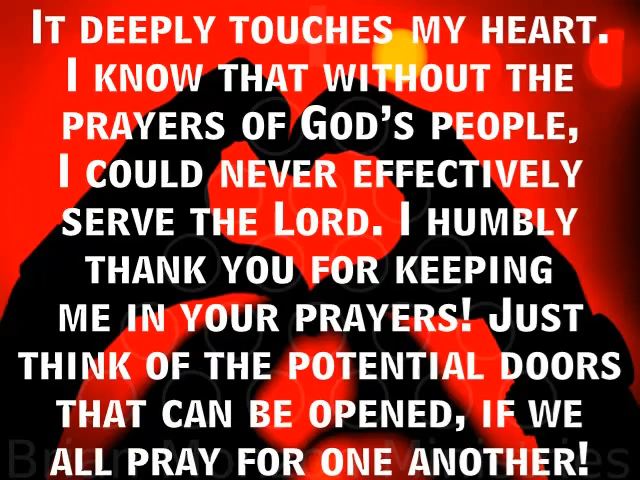 It deeply touches my heart.
I know that without the
prayers of God's people,
I could never effectively
serve the Lord. I humbly
thank you for keeping
me in your prayers! Just
think of the potential doors
that can be opened, if we
all pray for one another!